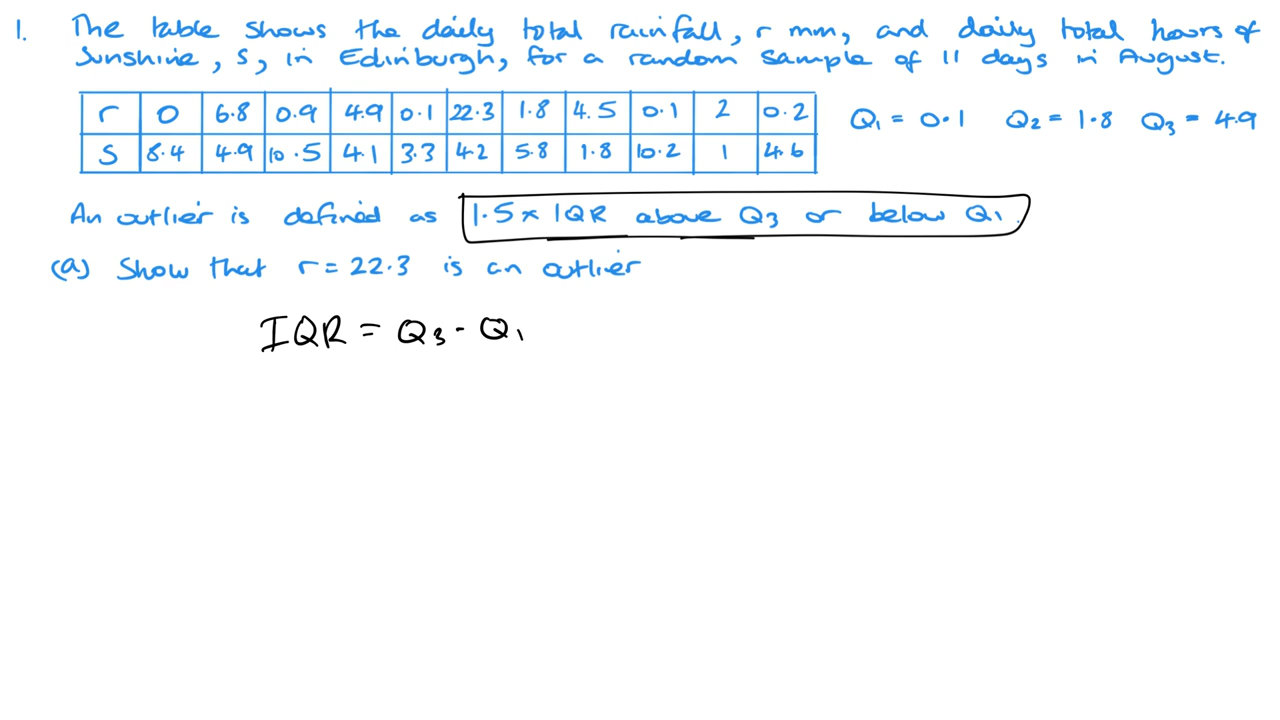 1. The table shows the daily total rainfall, r mm, and daily total hours of
Sunshine, S, in Edinburgh, for a random sample of 11 days in August.
r 0 6.8 0.9 4.9 0.1 22.3 1.8 4.5 0.1 2 0.2
S 8.4 4.9 10.5 4.1 3.3 4.2 5.8 1.8 10.2 1 4.6
Q₁ = 0.1 Q₂ = 1.8 Q₃ = 4.9
An outlier is defined as 1.5 × IQR above Q₃ or below Q₁.
(a) Show that r = 22.3 is an outlier
IQR = Q₃ - Q₁